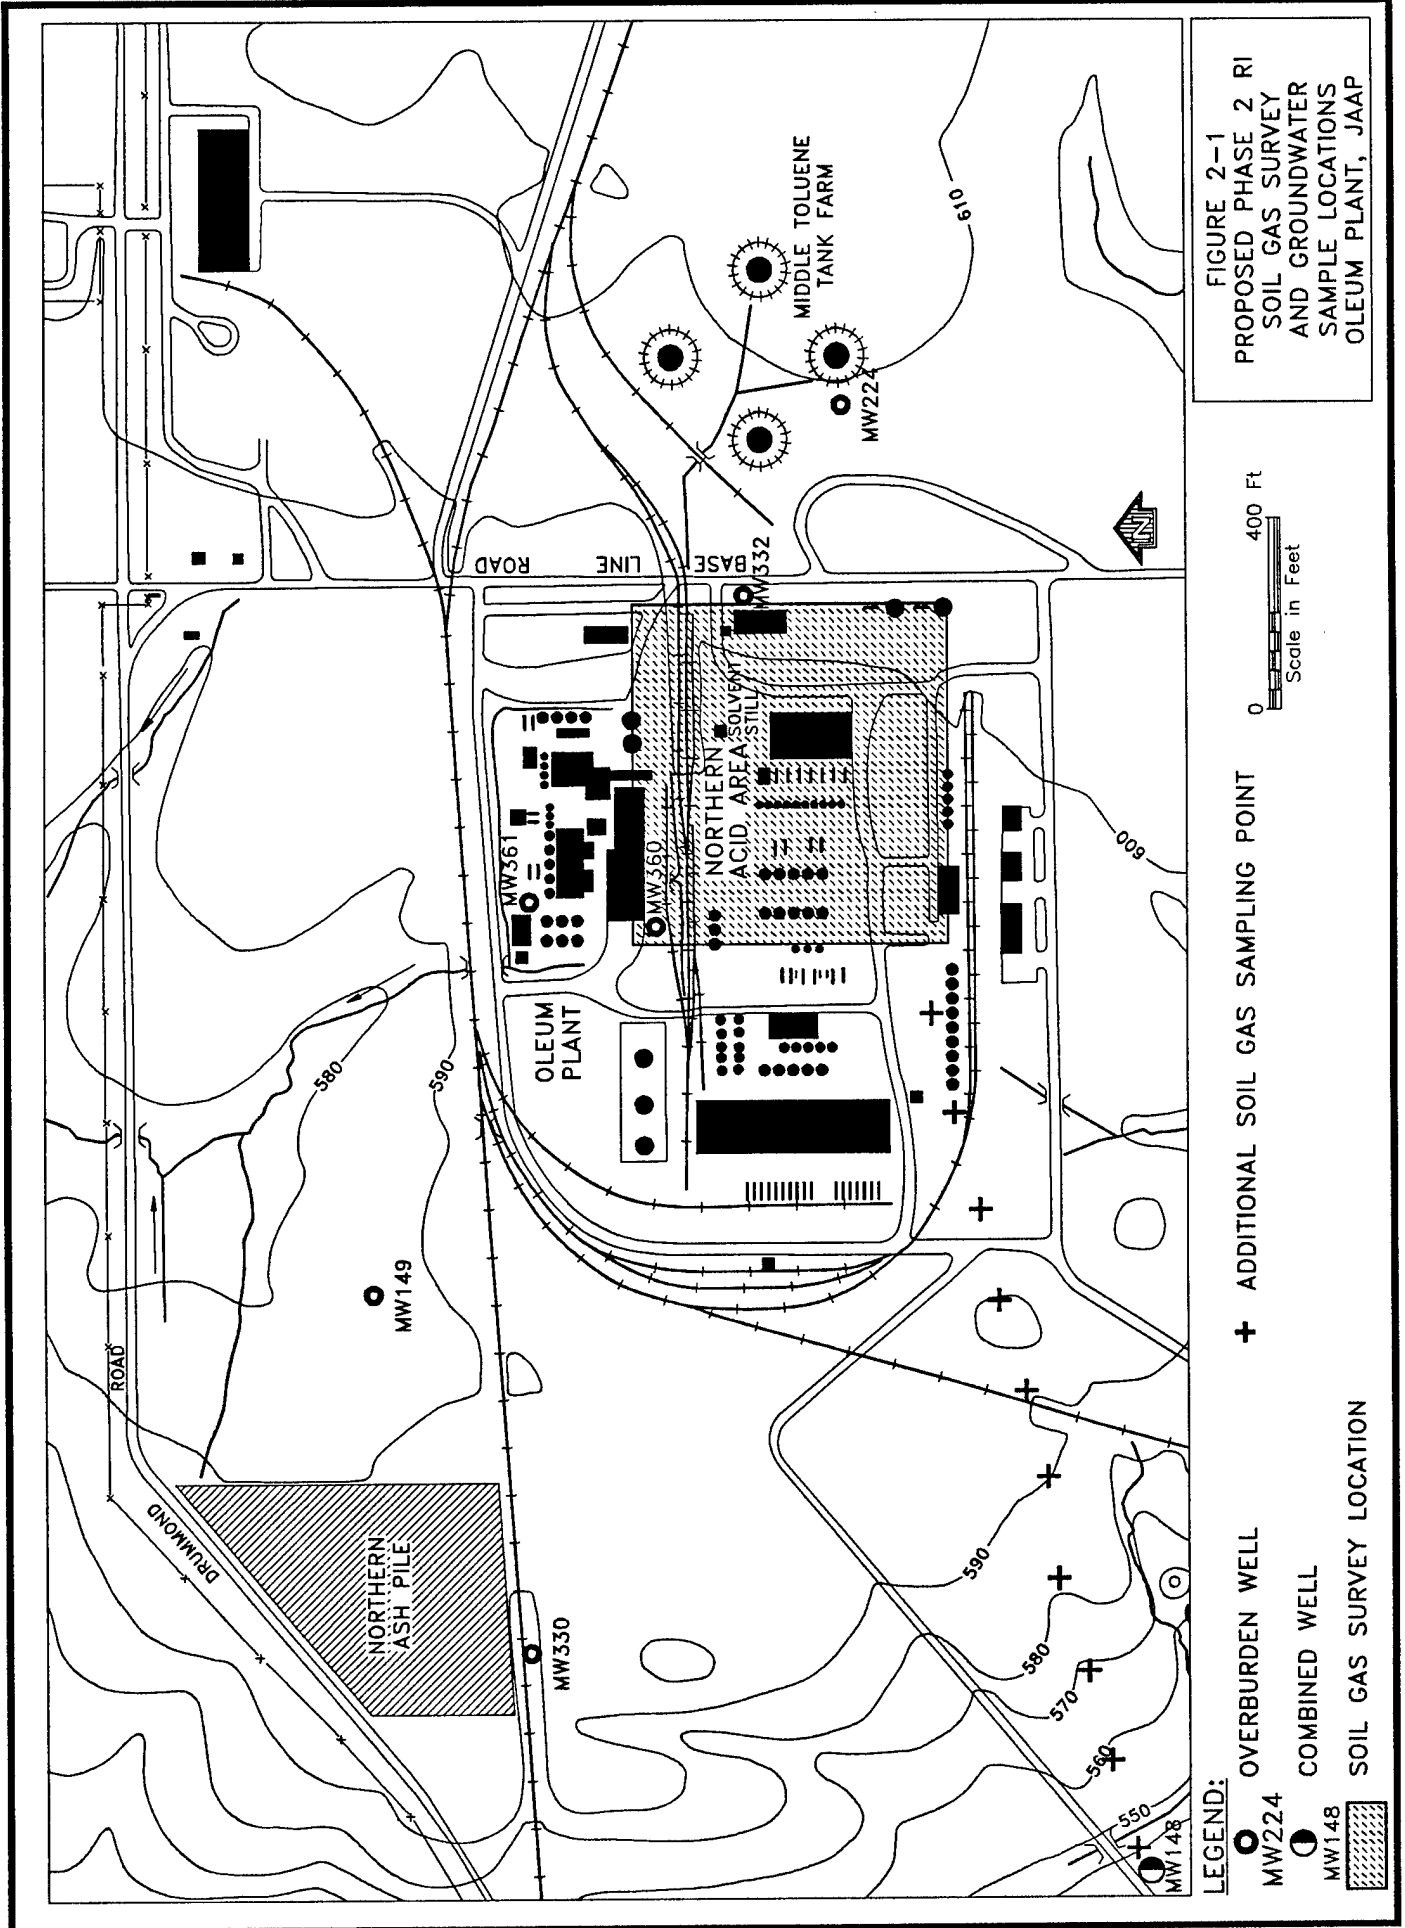 FIGURE 2-1
PROPOSED PHASE 2 RI
SOIL GAS SURVEY
AND GROUNDWATER
SAMPLE LOCATIONS
OLEUM PLANT, JAAP
MIDDLE TOLUENE
TANK FARM
610
MW224
BASE LINE ROAD
MW332
NORTHERN
ACID AREA
SOLVENT
STILL
MW361
MW360
OLEUM
PLANT
580
590
600
MW149
ROAD
DRUMMOND
NORTHERN
ASH PILE
MW330
590
580
570
560
550
MW148
N
0
400 Ft
Scale in Feet
LEGEND:
MW224
OVERBURDEN WELL
MW148
COMBINED WELL
SOIL GAS SURVEY LOCATION
+ ADDITIONAL SOIL GAS SAMPLING POINT